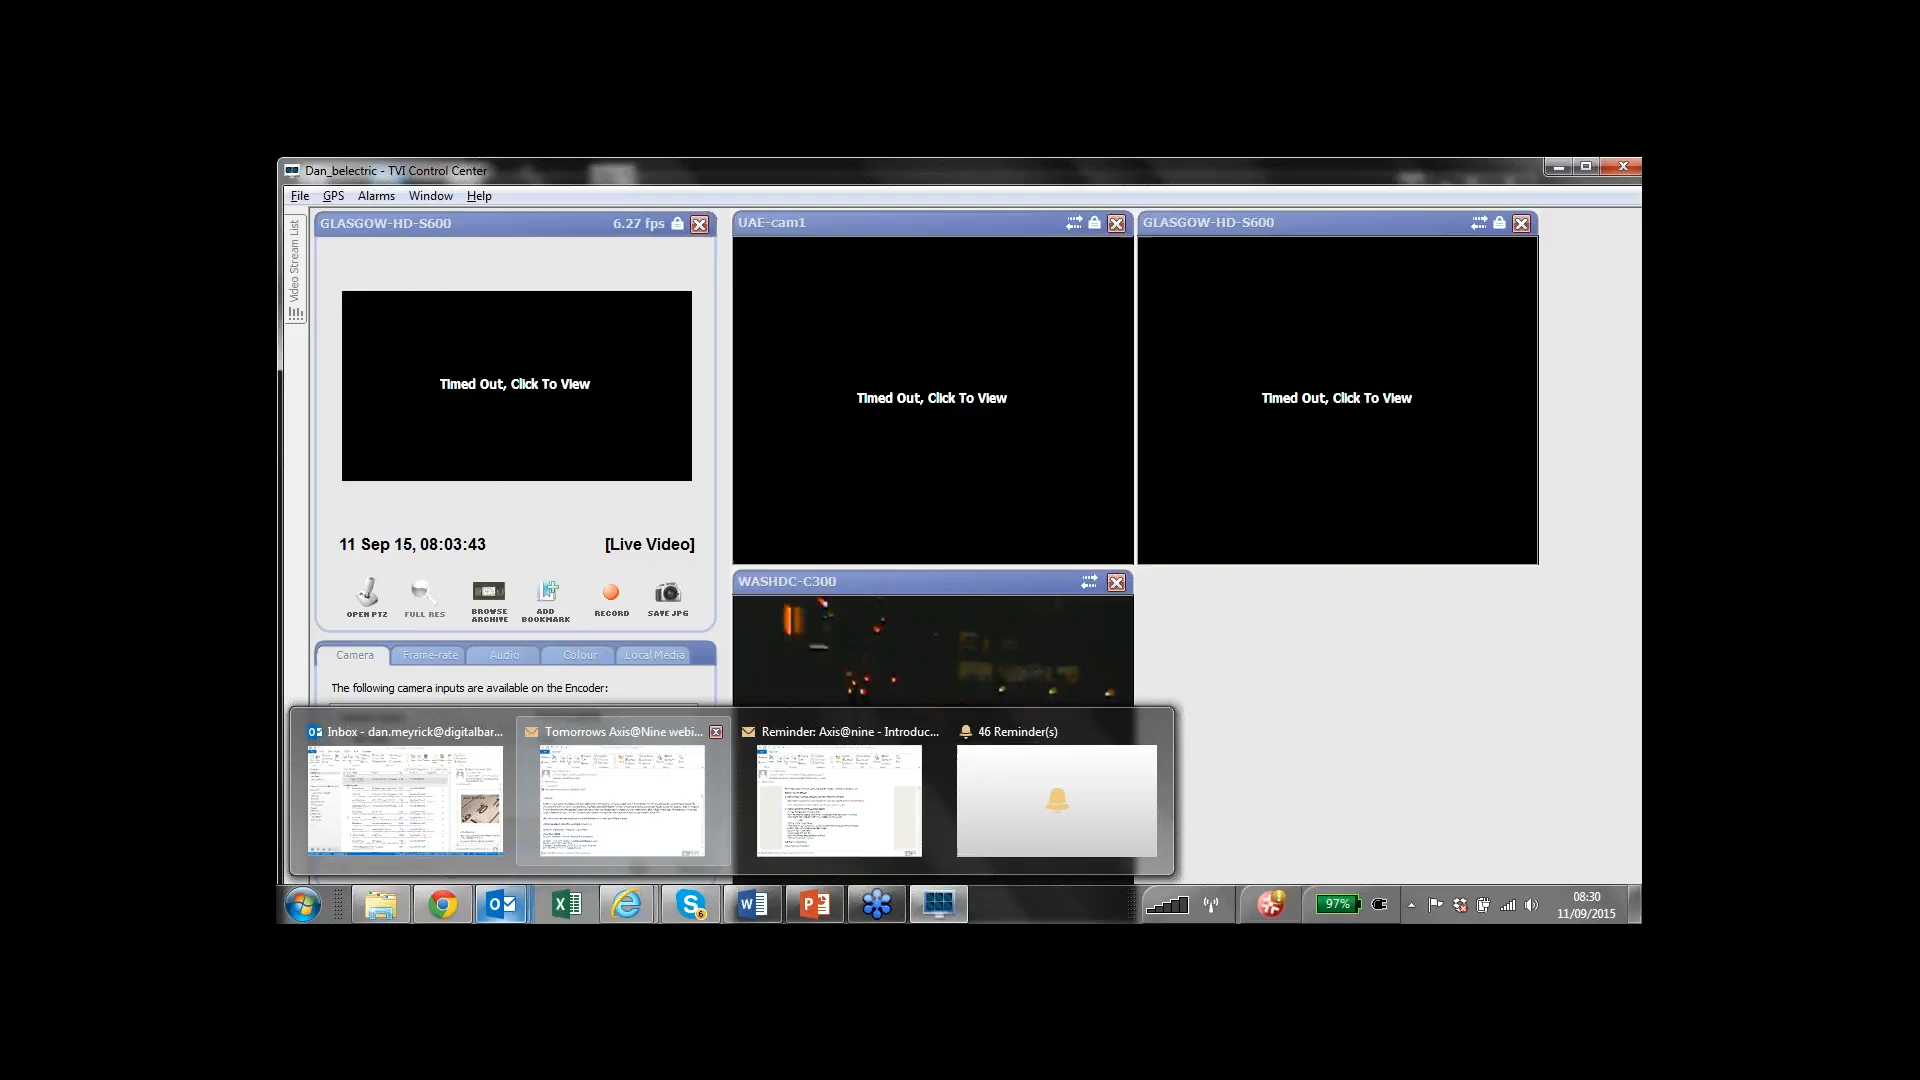 Dan_belectric - TVI Control Center
File GPS Alarms Window Help
Video Stream List
GLASGOW-HD-S600 6.27 fps
Timed Out, Click To View
11 Sep 15, 08:03:43 [Live Video]
OPEN PTZ
FULL RES
BROWSE ARCHIVE
ADD BOOKMARK
RECORD
SAVE JPG
Camera Frame-rate Audio Colour Local Media
The following camera inputs are available on the Encoder:
UAE-cam1
Timed Out, Click To View
GLASGOW-HD-S600
Timed Out, Click To View
WASHDC-C300
Inbox - dan.meyrick@digitalbar...
Tomorrows Axis@Nine webi...
Reminder: Axis@nine - Introduc...
46 Reminder(s)
97%
08:30
11/09/2015